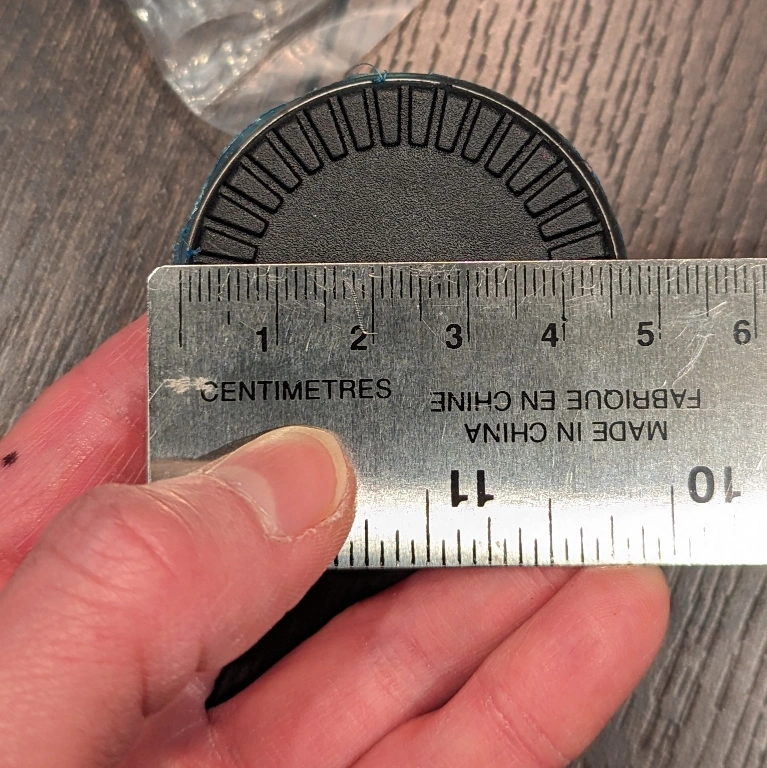 1 2 3 4 5 6
CENTIMETRES
FABRIQUE EN CHINE
MADE IN CHINA
11 10